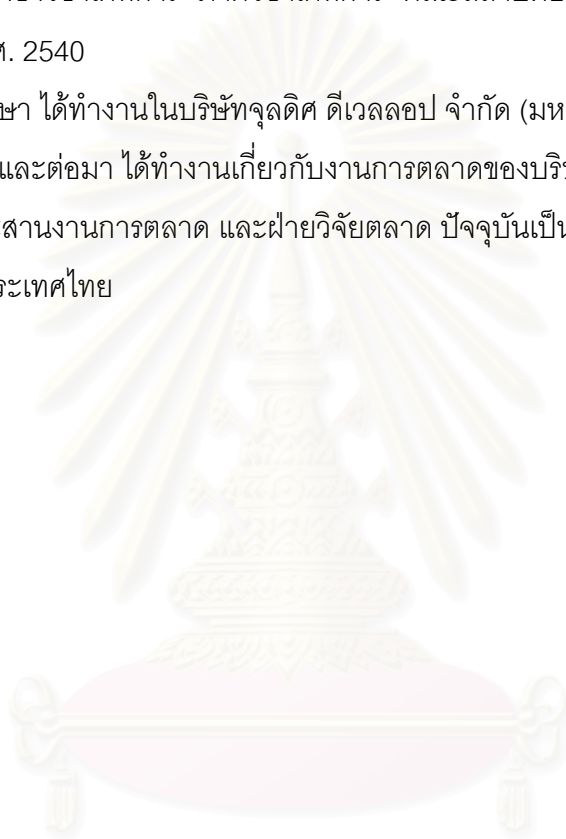 ศ. 2540
ษา ได้ทำงานในบริษัทจุลดิศ ดีเวลลอป จำกัด (มห
และต่อมา ได้ทำงานเกี่ยวกับงานการตลาดของบริษ
ะสานงานการตลาด และฝ่ายวิจัยตลาด ปัจจุบันเป็น
ระเทศไทย